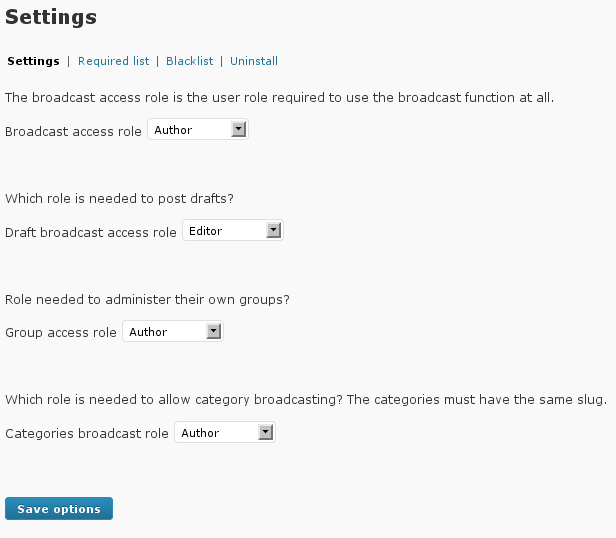 Settings
Settings | Required list | Blacklist | Uninstall
The broadcast access role is the user role required to use the broadcast function at all.
Broadcast access role Author
Which role is needed to post drafts?
Draft broadcast access role Editor
Role needed to administer their own groups?
Group access role Author
Which role is needed to allow category broadcasting? The categories must have the same slug.
Categories broadcast role Author
Save options